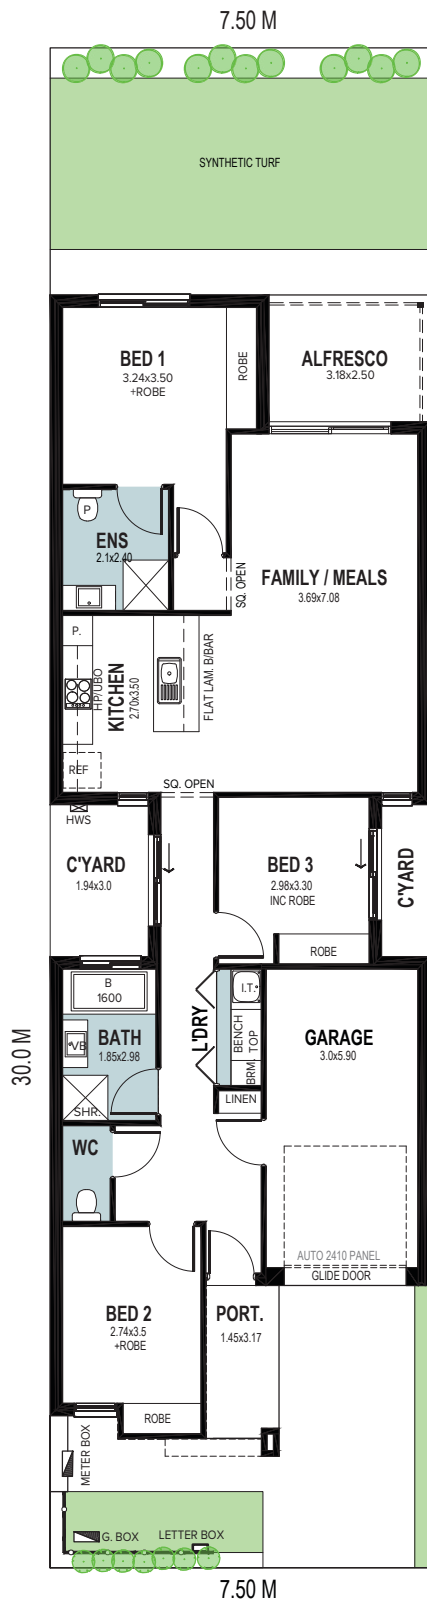 7.50 M
SYNTHETIC TURF
BED 1
3.24x3.50
+ROBE
ROBE
ALFRESCO
3.18x2.50
P
ENS
2.1x2.40
SQ. OPEN
FAMILY / MEALS
3.69x7.08
P.
HP/UBO
KITCHEN
2.70x3.50
FLAT LAM. B/BAR
REF
SQ. OPEN
HWS
C'YARD
1.94x3.0
BED 3
2.98x3.30
INC ROBE
ROBE
C'YARD
B
1600
VB
BATH
1.85x2.98
SHR.
L'DRY
I.T.
BENCH
TOP
BRM.
LINEN
GARAGE
3.0x5.90
30.0 M
WC
AUTO 2410 PANEL
GLIDE DOOR
BED 2
2.74x3.5
+ROBE
ROBE
PORT.
1.45x3.17
METER BOX
G. BOX
LETTER BOX
7.50 M